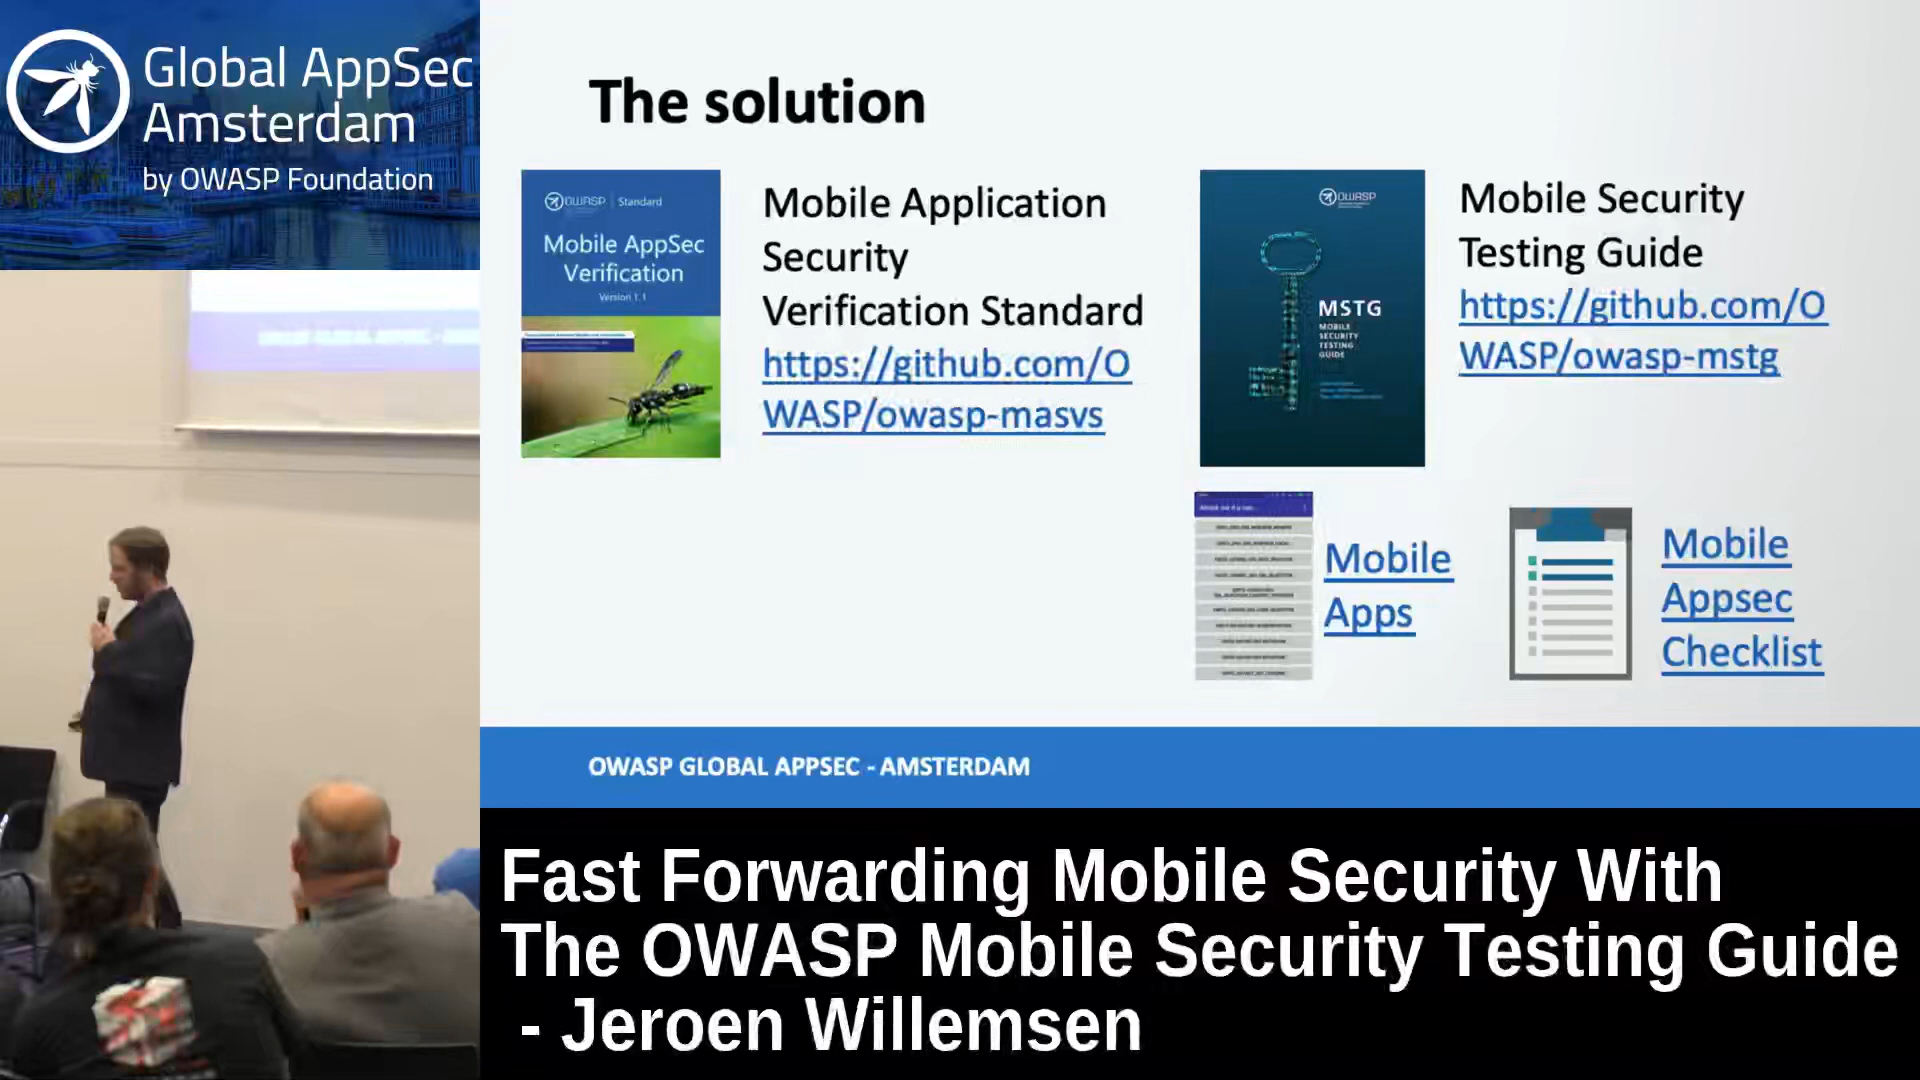 Global AppSec
Amsterdam
by OWASP Foundation
The solution
OWASP Standard
Mobile AppSec
Verification
Version 1.1
Mobile Application
Security
Verification Standard
https://github.com/O
WASP/owasp-masvs
OWASP
MSTG
MOBILE
SECURITY
TESTING
GUIDE
Mobile Security
Testing Guide
https://github.com/O
WASP/owasp-mstg
Mobile
Apps
Mobile
Appsec
Checklist
OWASP GLOBAL APPSEC - AMSTERDAM
Fast Forwarding Mobile Security With
The OWASP Mobile Security Testing Guide
- Jeroen Willemsen